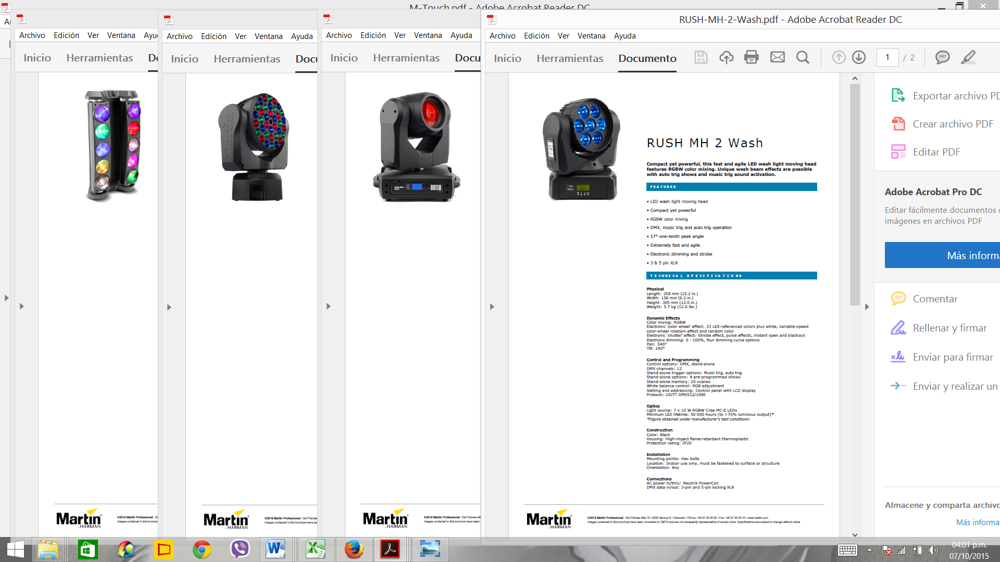 M-Touch.pdf - Adobe Acrobat Reader DC
Archivo Edición Ver Ventana Ayu
Inicio Herramientas
Martin
by HARMAN
©2016 Martin Professional
Images contained in this brochure
Archivo Edición Ver Ventana Ayuda
Inicio Herramientas Docu
Martin
Martin
by HARMAN
©2016 Martin Professional Olof Palmes
Images contained in this brochure have been
Archivo Edición Ver Ventana Ayuda
Inicio Herramientas Docu
RUSH
Martin
by HARMAN
©2016 Martin Professional Olof Palmes Al
Images contained in this brochure have been
RUSH-MH-2-Wash.pdf - Adobe Acrobat Reader DC
Archivo Edición Ver Ventana Ayuda
Inicio Herramientas Documento 1 / 2
RUSH
RUSH MH 2 Wash
Compact yet powerful, this fast and agile LED wash light moving head
features RGBW color mixing. Unique wash beam effects are possible
with auto trig shows and music trig sound activation.
FEATURES
• LED wash light moving head
• Compact yet powerful
• RGBW color mixing
• DMX, music trig and auto trig operation
• 17° one-tenth peak angle
• Extremely fast and agile
• Electronic dimming and strobe
• 3 & 5 pin XLR
TECHNICAL SPECIFICATIONS
Physical
Length: 258 mm (10.2 in.)
Width: 156 mm (6.2 in.)
Height: 305 mm (12.0 in.)
Weight: 5.7 kg (12.6 lbs.)
Dynamic Effects
Color mixing: RGBW
Electronic 'color wheel' effect: 33 LEE-referenced colors plus white, variable-speed
color-wheel rotation effect and random color
Electronic 'shutter' effect: Strobe effect, pulse effects, instant open and blackout
Electronic dimming: 0 - 100%, four dimming curve options
Pan: 540°
Tilt: 180°
Control and Programming
Control options: DMX, stand-alone
DMX channels: 12
Stand-alone trigger options: Music trig, auto trig
Stand-alone options: 4 pre-programmed shows
Stand-alone memory: 20 scenes
White balance control: RGB adjustment
Setting and addressing: Control panel with LCD display
Protocol: USITT DMX512/1990
Optics
Light source: 7 x 10 W RGBW Cree MC-E LEDs
Minimum LED lifetime: 50 000 hours (to >70% luminous output)*
*Figure obtained under manufacturer's test conditions:
Construction
Color: Black
Housing: High-impact flame-retardant thermoplastic
Protection rating: IP20
Installation
Mounting points: Hex bolts
Location: Indoor use only, must be fastened to surface or structure
Orientation: Any
Connections
AC power in/thru: Neutrik PowerCon
DMX data in/out: 3-pin and 5-pin locking XLR
Martin
by HARMAN
©2016 Martin Professional Olof Palmes Allé 18 • 8200 Aarhus N • Denmark • Phone: +45 87 40 00 00 • Fax: +45 87 40 00 10 • www.martin.com
Images contained in this brochure have been converted to CMYK and are not necessarily representative of actual colors. Specifications are subject to change without notice
Exportar archivo PD
Crear archivo PDF
Editar PDF
Adobe Acrobat Pro DC
Editar fácilmente documentos
imágenes en archivos PDF
Más informa
Comentar
Rellenar y firmar
Enviar para firmar
Enviar y realizar un
Almacene y comparta archivo
Más informa
04:01 p.m.
07/10/2015